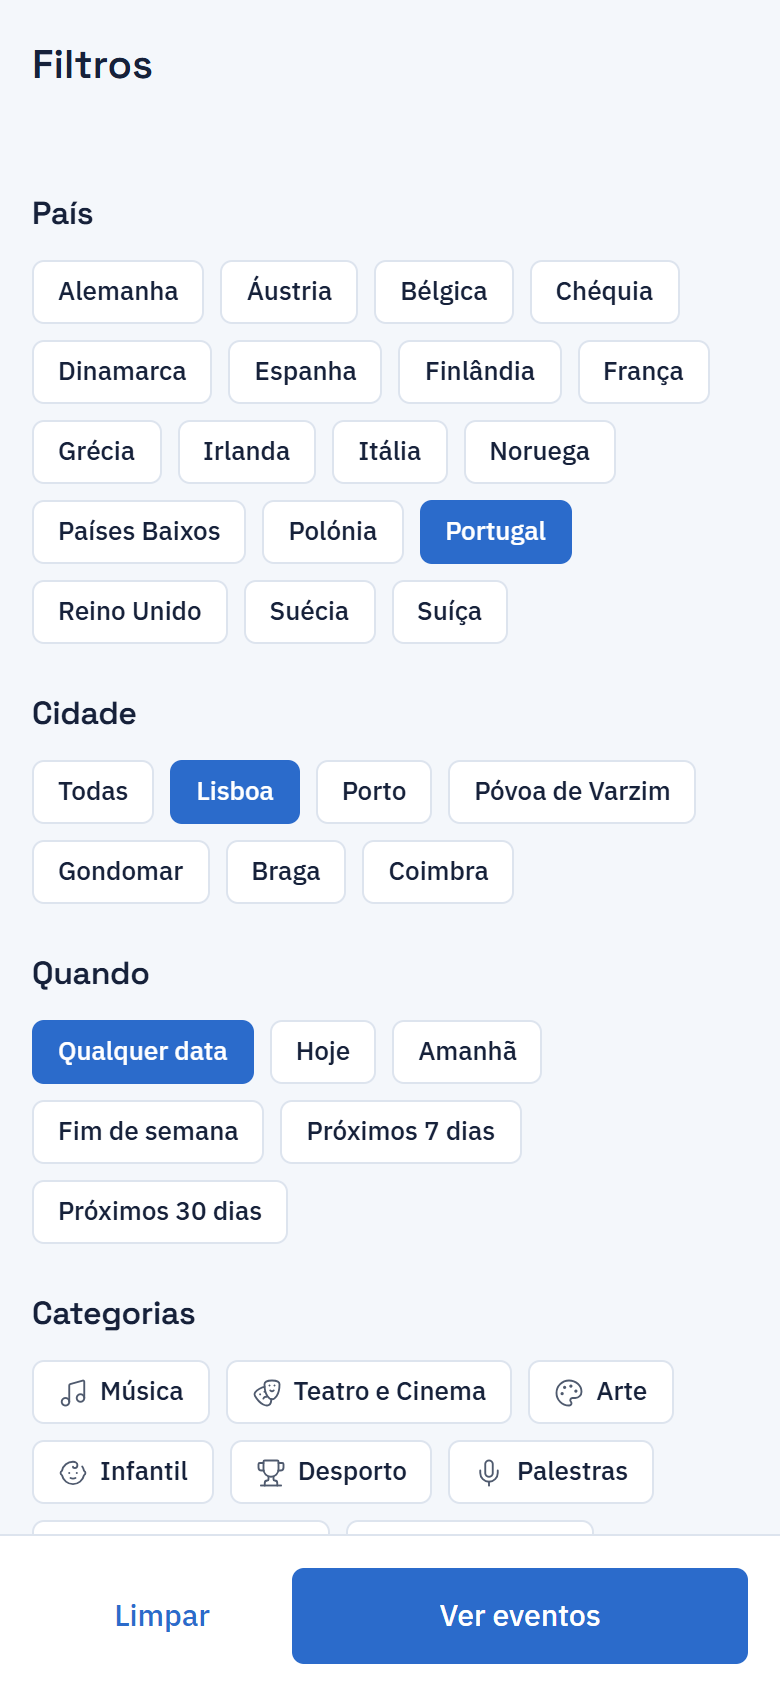 Filtros
País
Alemanha Áustria Bélgica Chéquia
Dinamarca Espanha Finlândia França
Grécia Irlanda Itália Noruega
Países Baixos Polónia Portugal
Reino Unido Suécia Suíça
Cidade
Todas Lisboa Porto Póvoa de Varzim
Gondomar Braga Coimbra
Quando
Qualquer data Hoje Amanhã
Fim de semana Próximos 7 dias
Próximos 30 dias
Categorias
Música Teatro e Cinema Arte
Infantil Desporto Palestras
Limpar Ver eventos